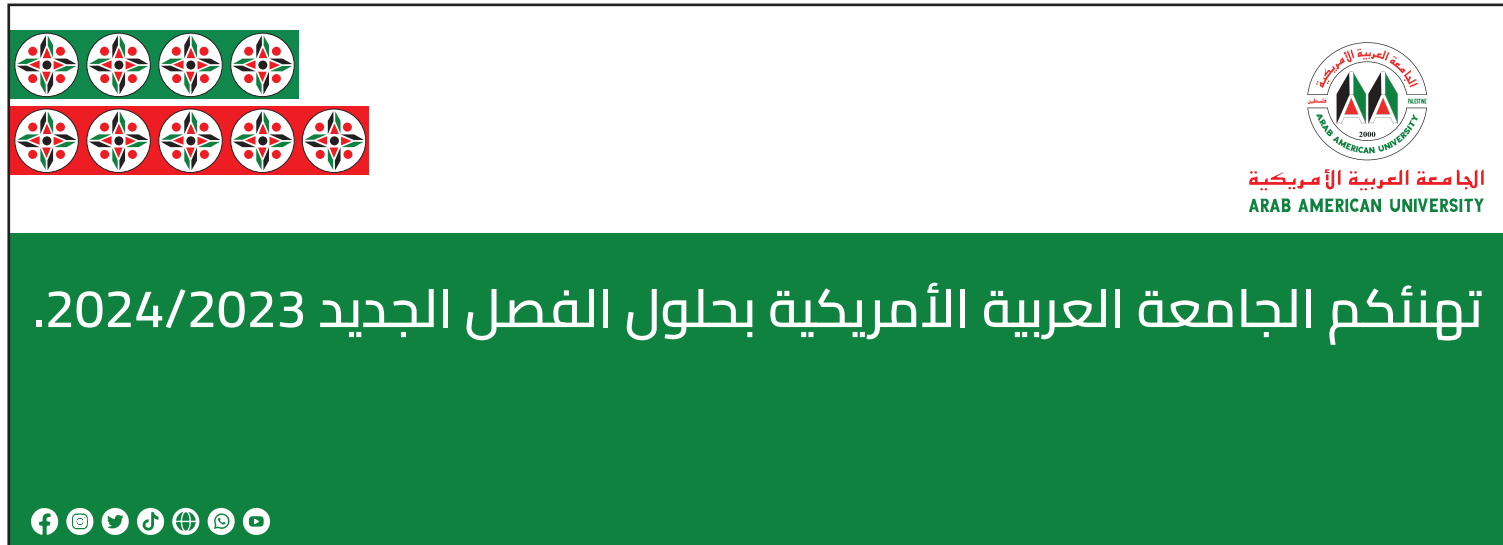 الجامعة العربية الأمريكية
فلسطين
PALESTINE
2000
ARAB AMERICAN UNIVERSITY
الجامعة العربية الأمريكية
ARAB AMERICAN UNIVERSITY
تهنئكم الجامعة العربية الأمريكية بحلول الفصل الجديد 2024/2023.